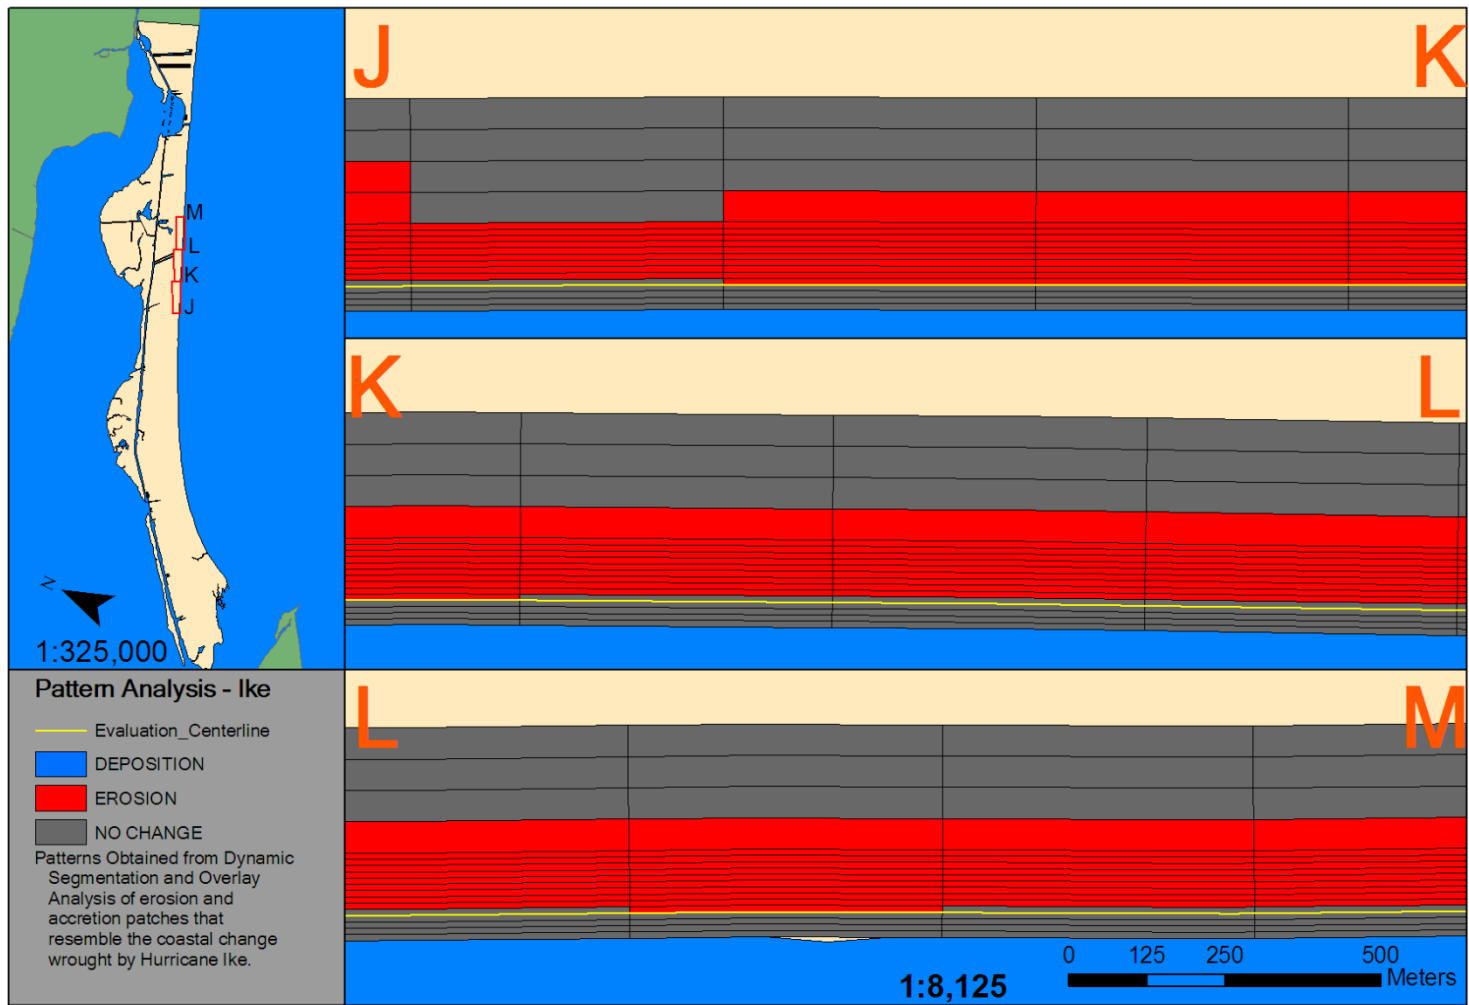 J
K
M
L
K
J
N
1:325,000
K
L
Pattern Analysis - Ike
Evaluation_Centerline
DEPOSITION
EROSION
NO CHANGE
Patterns Obtained from Dynamic
Segmentation and Overlay
Analysis of erosion and
accretion patches that
resemble the coastal change
wrought by Hurricane Ike.
L
M
0 125 250 500
Meters
1:8,125